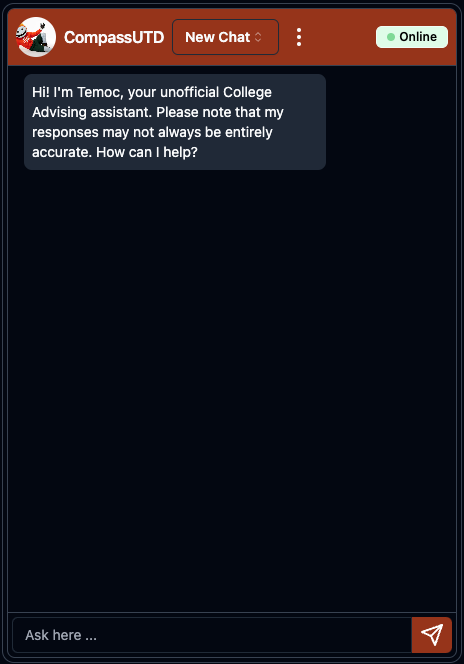 CompassUTD
New Chat
Online
Hi! I'm Temoc, your unofficial College
Advising assistant. Please note that my
responses may not always be entirely
accurate. How can I help?
Ask here ...